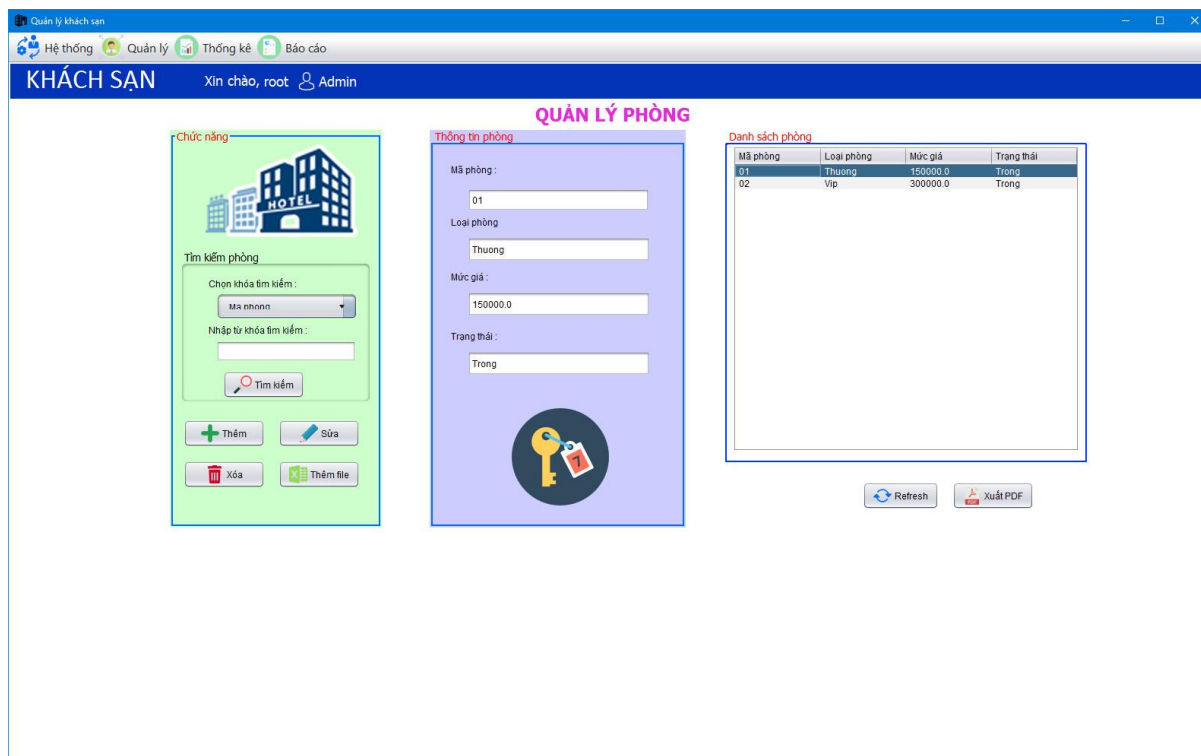 Quản lý khách sạn
Hệ thống Quản lý Thống kê Báo cáo
KHÁCH SẠN Xin chào, root Admin
QUẢN LÝ PHÒNG
Chức năng
HOTEL
Tìm kiếm phòng
Chọn khóa tìm kiếm :
Ma phong
Nhập từ khóa tìm kiếm :
Tìm kiếm
Thêm Sửa
Xóa Thêm file
Thông tin phòng
Mã phòng :
01
Loại phòng
Thuong
Mức giá :
150000.0
Trạng thái :
Trong
7
Danh sách phòng
Mã phòng Loại phòng Mức giá Trạng thái
01 Thuong 150000.0 Trong
02 Vip 300000.0 Trong
Refresh PDF Xuất PDF